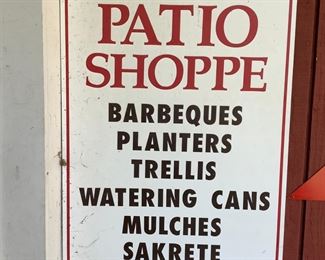 PATIO
SHOPPE
BARBEQUES
PLANTERS
TRELLIS
WATERING CANS
MULCHES
SAKRETE